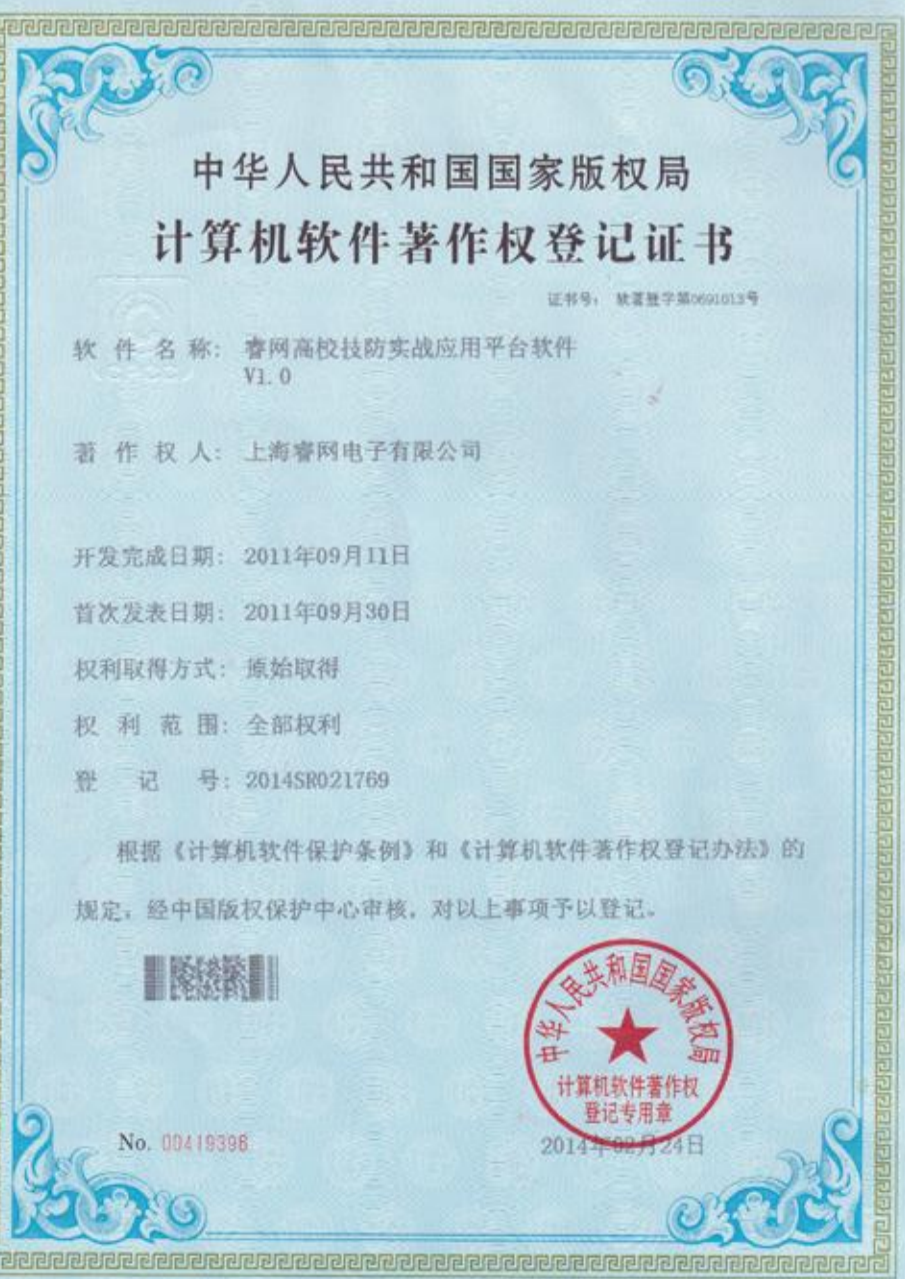 中华人民共和国国家版权局
计算机软件著作权登记证书
证书号： 软著登字第0691013号
软 件 名 称： 睿网高校技防实战应用平台软件
V1.0
著 作 权 人： 上海睿网电子有限公司
开发完成日期： 2011年09月11日
首次发表日期： 2011年09月30日
权利取得方式： 原始取得
权 利 范 围： 全部权利
登 记 号： 2014SR021769
根据《计算机软件保护条例》和《计算机软件著作权登记办法》的
规定，经中国版权保护中心审核，对以上事项予以登记。
中华人民共和国国家版权局
计算机软件著作权
登记专用章
No. 00419396
2014年02月24日